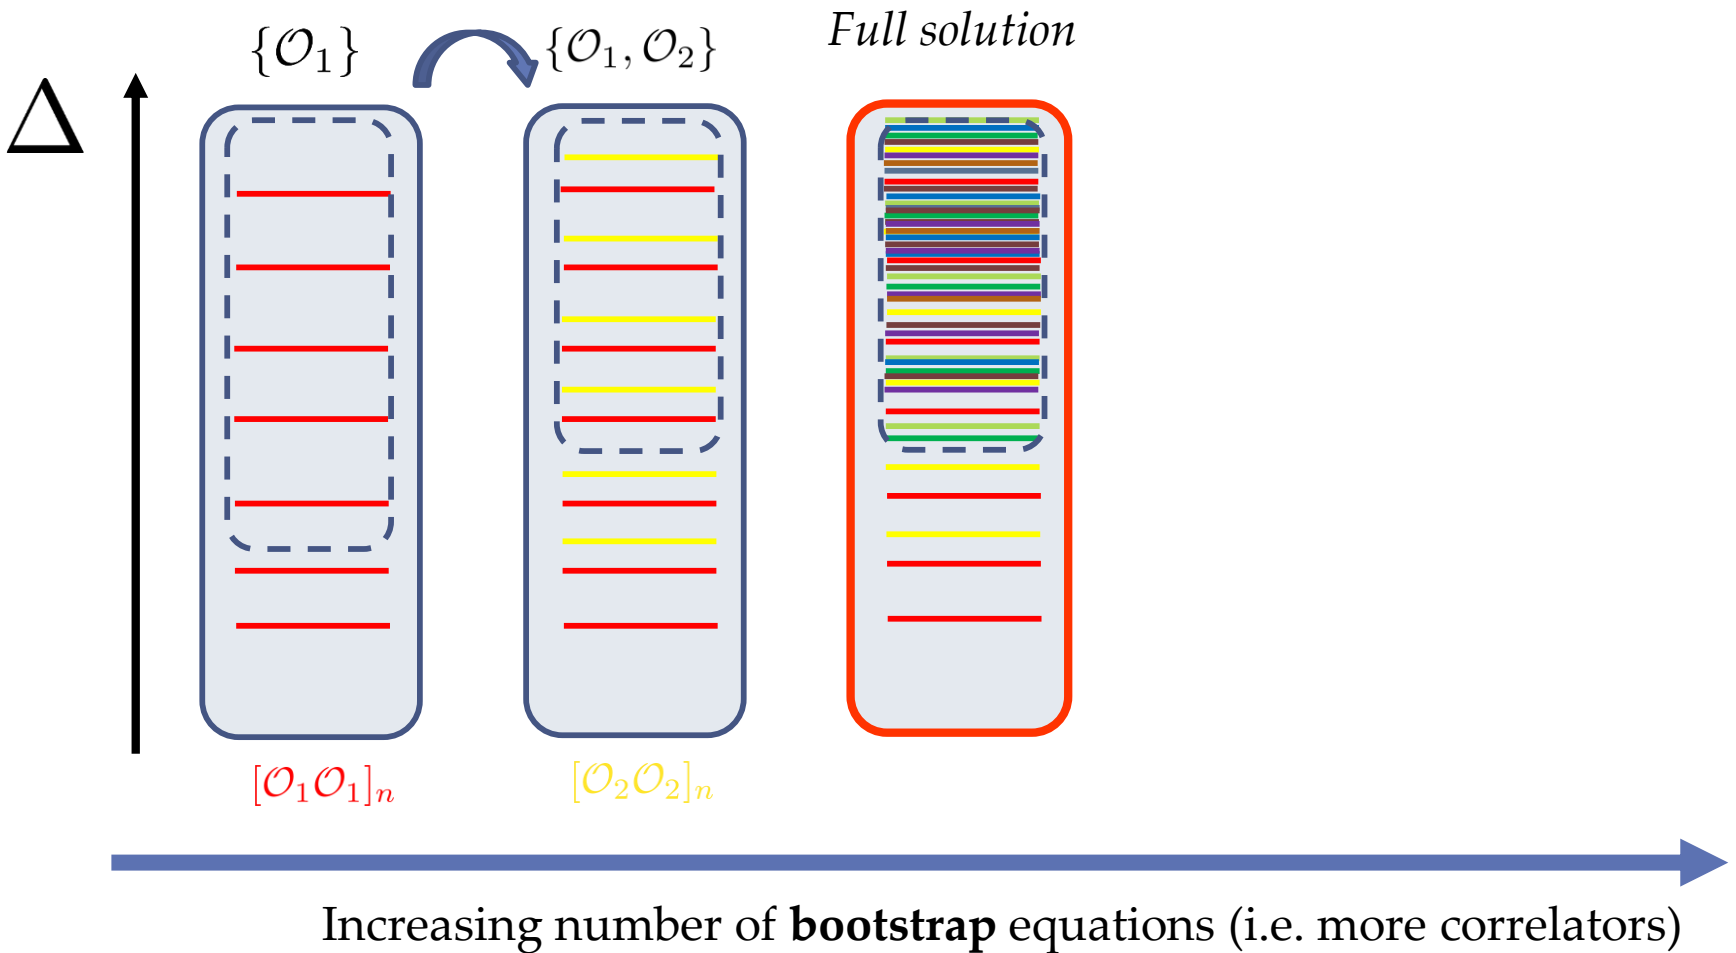 {𝒪₁}
{𝒪₁, 𝒪₂}
Full solution
Δ
[𝒪₁𝒪₁]ₙ
[𝒪₂𝒪₂]ₙ
Increasing number of bootstrap equations (i.e. more correlators)